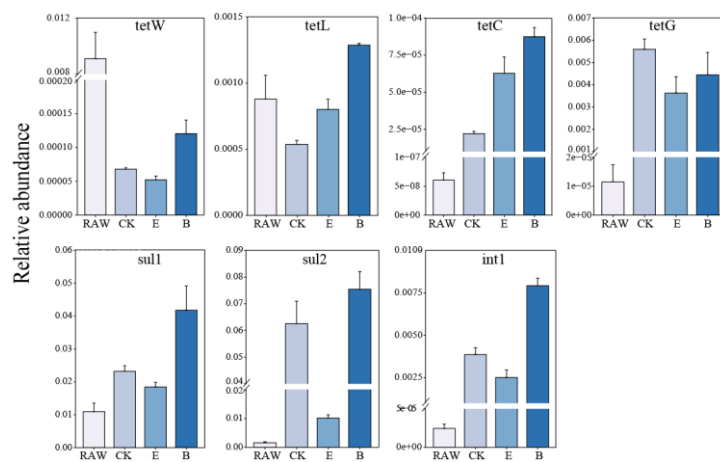 Relative abundance
tetW
0.012
0.008
0.00020
0.00015
0.00010
0.00005
0.00000
RAW CK E B
tetL
0.0015
0.0010
0.0005
0.0000
RAW CK E B
tetC
1.0e-04
7.5e-05
5.0e-05
2.5e-05
1e-07
5e-08
0e+00
RAW CK E B
tetG
0.007
0.006
0.005
0.004
0.003
0.002
0.001
2e-05
1e-05
0e+00
RAW CK E B
sul1
0.06
0.05
0.04
0.03
0.02
0.01
0.00
RAW CK E B
sul2
0.09
0.08
0.07
0.06
0.05
0.04
0.02
0.01
0.00
RAW CK E B
int1
0.0100
0.0075
0.0050
0.0025
5e-05
0e+00
RAW CK E B